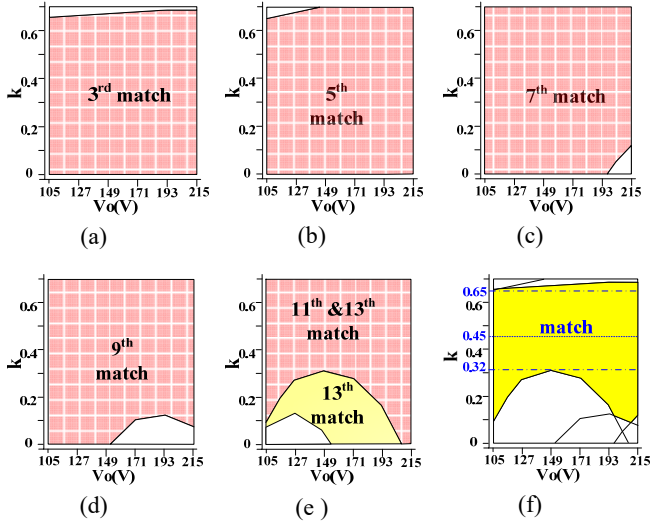 k
0.6
0.4
0.2
0
3rd match
105 127 149 171 193 215
Vo(V)
(a)
k
0.6
0.4
0.2
0
5th
match
105 127 149 171 193 215
Vo(V)
(b)
k
0.6
0.4
0.2
0
7th match
105 127 149 171 193 215
Vo(V)
(c)
k
0.6
0.4
0.2
0
9th
match
105 127 149 171 193 215
Vo(V)
(d)
k
0.6
0.4
0.2
0
11th &13th
match
13th
match
105 127 149 171 193 215
Vo(V)
(e)
k
0.65
0.6
0.45
0.4
0.32
0.2
0
match
105 127 149 171 193 215
Vo(V)
(f)